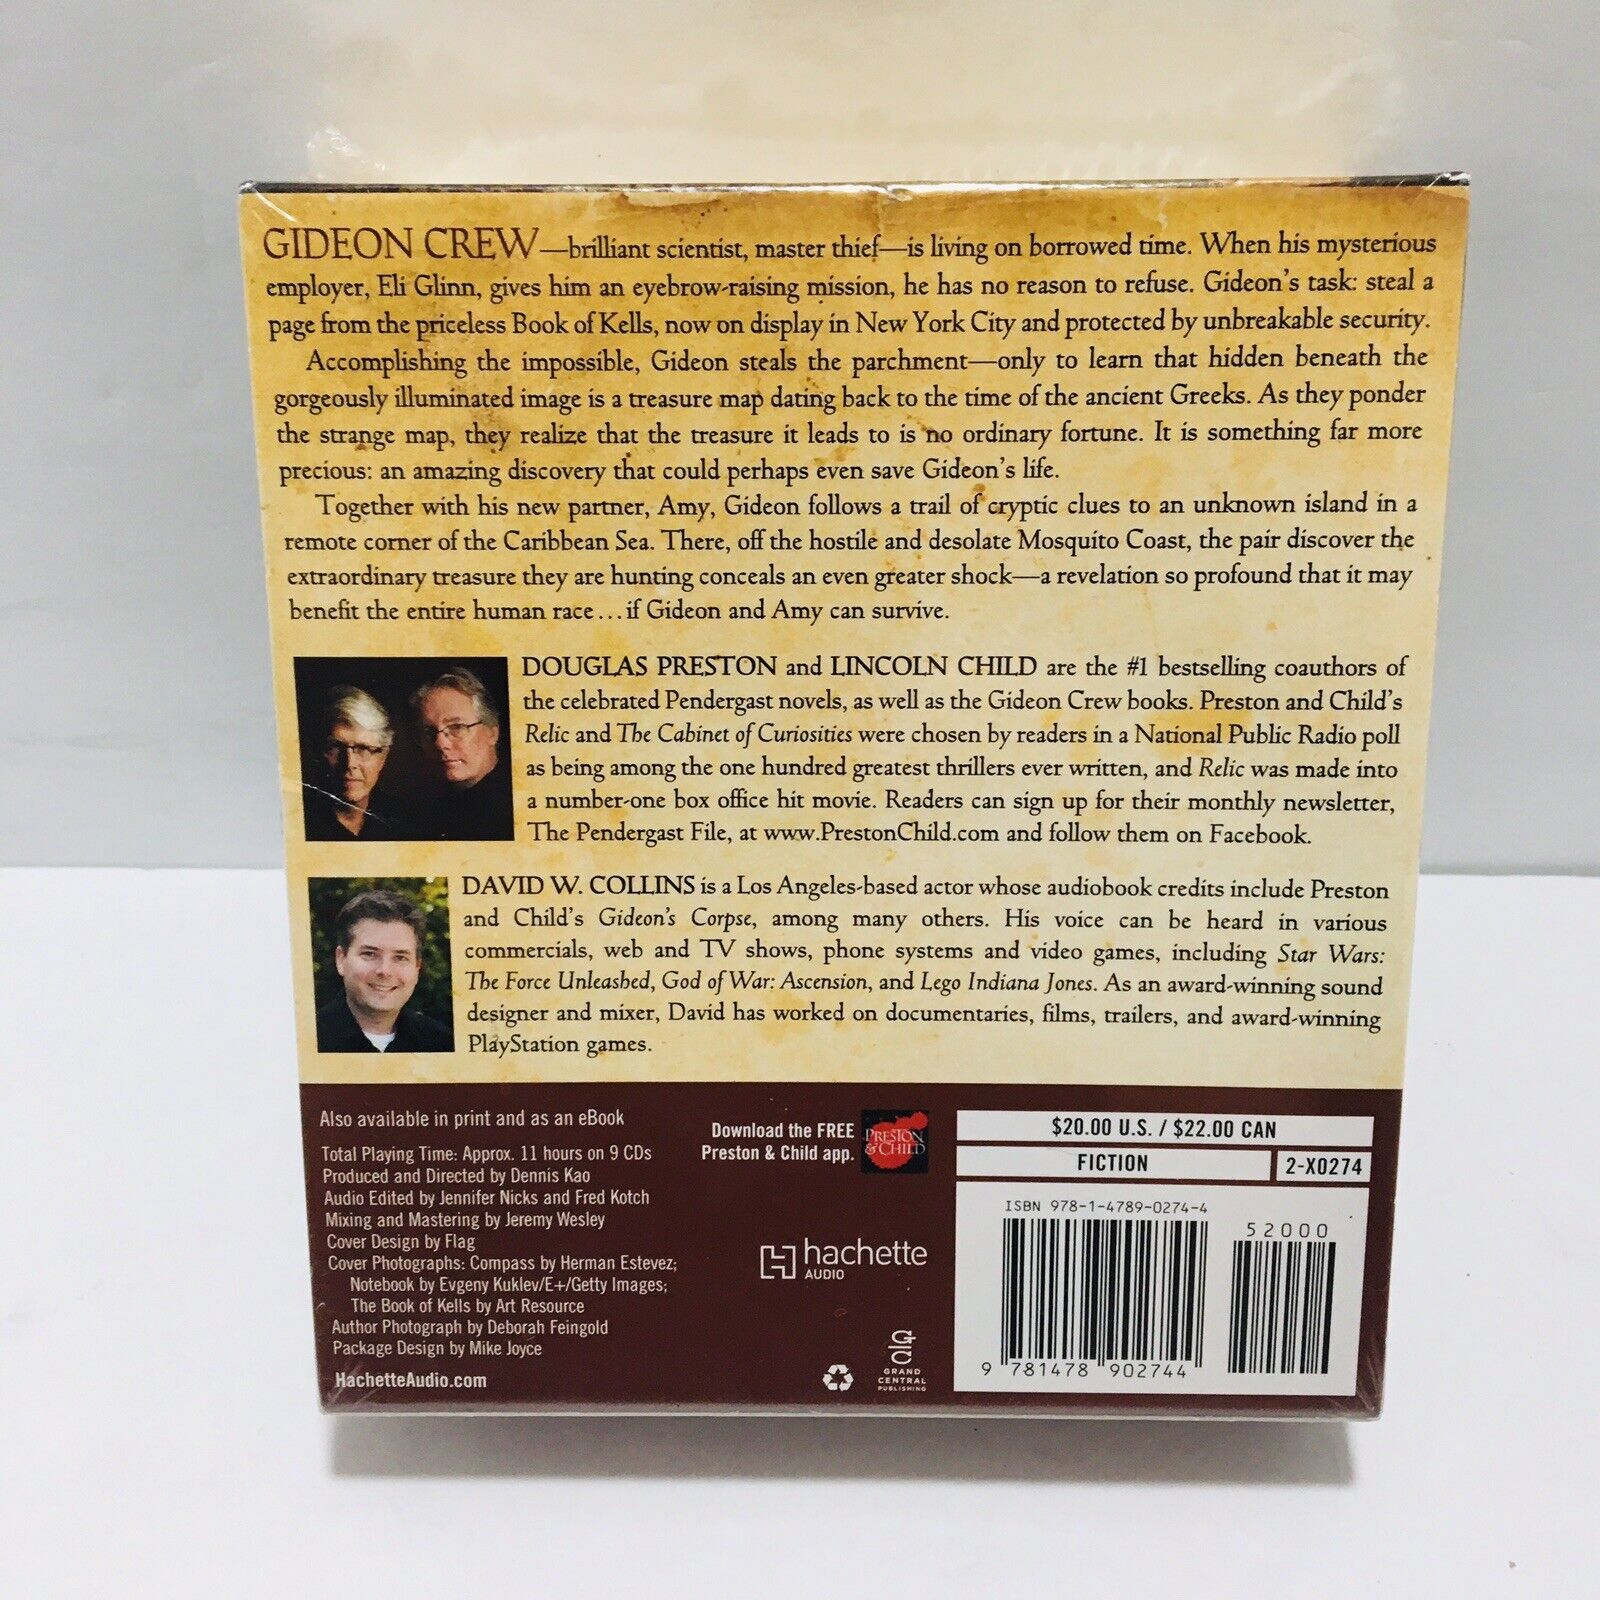 GIDEON CREW—brilliant scientist, master thief—is living on borrowed time. When his mysterious
employer, Eli Glinn, gives him an eyebrow-raising mission, he has no reason to refuse. Gideon's task: steal a
page from the priceless Book of Kells, now on display in New York City and protected by unbreakable security.
Accomplishing the impossible, Gideon steals the parchment—only to learn that hidden beneath the
gorgeously illuminated image is a treasure map dating back to the time of the ancient Greeks. As they ponder
the strange map, they realize that the treasure it leads to is no ordinary fortune. It is something far more
precious: an amazing discovery that could perhaps even save Gideon's life.
Together with his new partner, Amy, Gideon follows a trail of cryptic clues to an unknown island in a
remote corner of the Caribbean Sea. There, off the hostile and desolate Mosquito Coast, the pair discover the
extraordinary treasure they are hunting conceals an even greater shock—a revelation so profound that it may
benefit the entire human race...if Gideon and Amy can survive.
DOUGLAS PRESTON and LINCOLN CHILD are the #1 bestselling coauthors of
the celebrated Pendergast novels, as well as the Gideon Crew books. Preston and Child's
Relic and The Cabinet of Curiosities were chosen by readers in a National Public Radio poll
as being among the one hundred greatest thrillers ever written, and Relic was made into
a number-one box office hit movie. Readers can sign up for their monthly newsletter,
The Pendergast File, at www.PrestonChild.com and follow them on Facebook.
DAVID W. COLLINS is a Los Angeles-based actor whose audiobook credits include Preston
and Child's Gideon's Corpse, among many others. His voice can be heard in various
commercials, web and TV shows, phone systems and video games, including Star Wars:
The Force Unleashed, God of War: Ascension, and Lego Indiana Jones. As an award-winning sound
designer and mixer, David has worked on documentaries, films, trailers, and award-winning
PlayStation games.
Also available in print and as an eBook
Total Playing Time: Approx. 11 hours on 9 CDs
Produced and Directed by Dennis Kao
Audio Edited by Jennifer Nicks and Fred Kotch
Mixing and Mastering by Jeremy Wesley
Cover Design by Flag
Cover Photographs: Compass by Herman Estevez;
Notebook by Evgeny Kuklev/E+/Getty Images;
The Book of Kells by Art Resource
Author Photograph by Deborah Feingold
Package Design by Mike Joyce
HachetteAudio.com
Download the FREE
Preston & Child app.
PRESTON
& CHILD
hachette
AUDIO
GRAND
CENTRAL
PUBLISHING
$20.00 U.S. / $22.00 CAN
FICTION
2-X0274
ISBN 978-1-4789-0274-4
52000
9 781478 902744